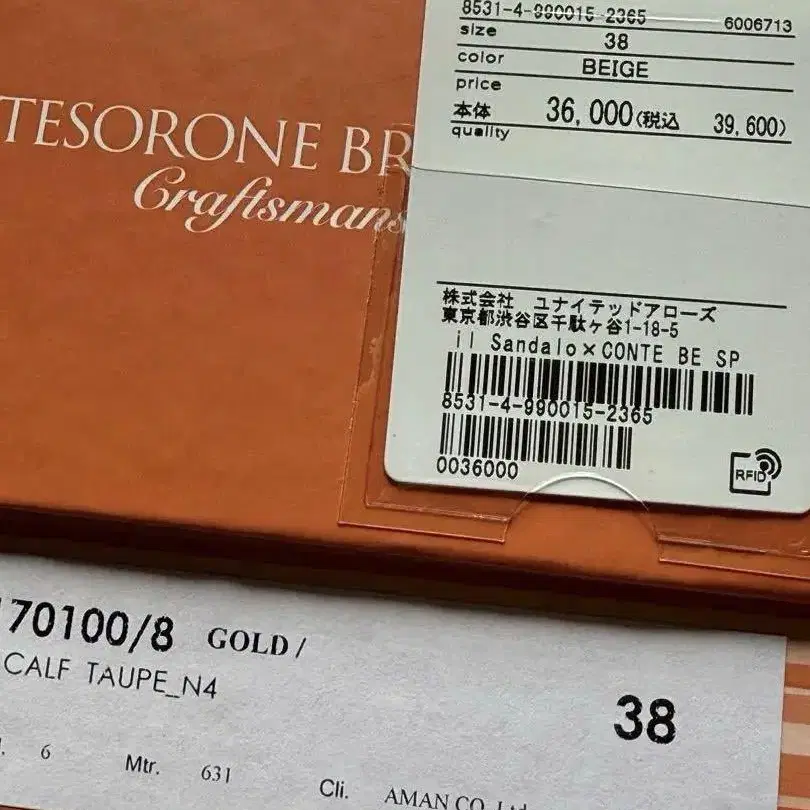 TESORONE BR
Craftsmans
8531-4-990015-2365 6006713
size 38
color BEIGE
price
本体 36,000(税込 39,600)
quality
株式会社 ユナイテッドアローズ
東京都渋谷区千駄ヶ谷1-18-5
il Sandalo×CONTE BE SP
8531-4-990015-2365
0036000
RFID
170100/8 GOLD/
CALF TAUPE_N4
38
6 Mtr. 631 Cli. AMAN CO. Ltd